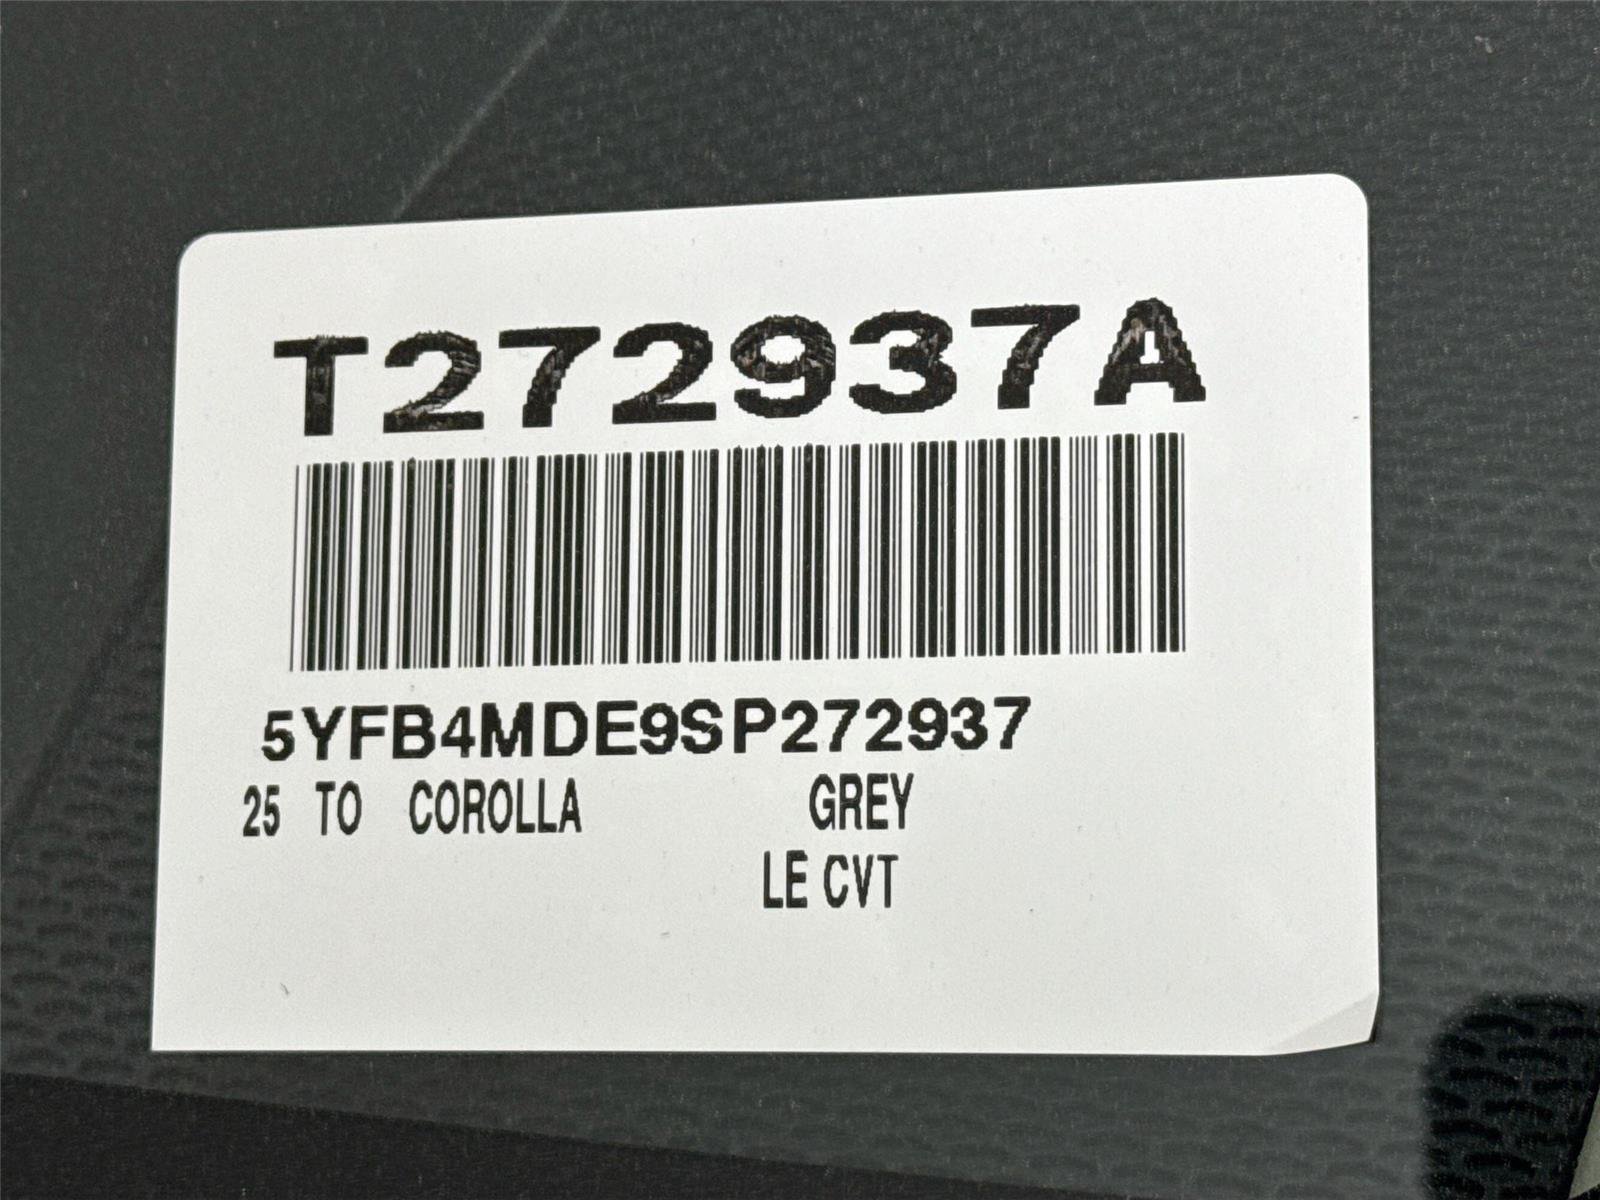 T272937A
5YFB4MDE9SP272937
25 TO COROLLA GREY
LE CVT